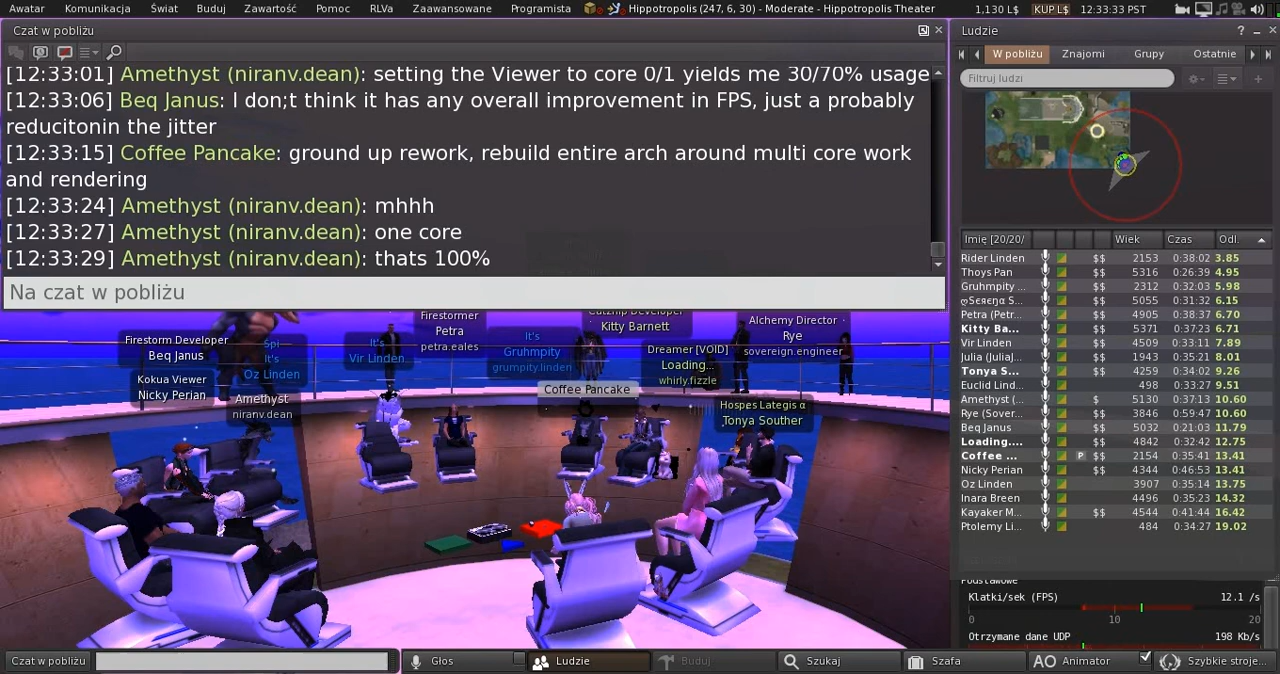 Awatar Komunikacja Świat Buduj Zawartość Pomoc RLVa Zaawansowane Programista Hippotropolis (247, 6, 30) - Moderate - Hippotropolis Theater 1,130 L$ KUP L$ 12:33:33 PST
Czat w pobliżu
[12:33:01] Amethyst (niranv.dean): setting the Viewer to core 0/1 yields me 30/70% usage
[12:33:06] Beq Janus: I don;t think it has any overall improvement in FPS, just a probably
reducitonin the jitter
[12:33:15] Coffee Pancake: ground up rework, rebuild entire arch around multi core work
and rendering
[12:33:24] Amethyst (niranv.dean): mhhh
[12:33:27] Amethyst (niranv.dean): one core
[12:33:29] Amethyst (niranv.dean): thats 100%
Na czat w pobliżu
Firestorm Developer
Beq Janus
Kokua Viewer
Nicky Perian
Spi
It's
Oz Linden
Amethyst
niranv.dean
It's
Vir Linden
Firestormer
Petra
petra.eales
It's
Gruhmpity
grumpity.linden
Catznip Developer
Kitty Barnett
Coffee Pancake
Dreamer [VOID]
Loading...
whirly.fizzle
Alchemy Director
Rye
sovereign.engineer
Hospes Lategis α
Tonya Souther
Ludzie
W pobliżu Znajomi Grupy Ostatnie
Filtruj ludzi
Imię [20/20/ Wiek Czas Odl.
Rider Linden $$ 2153 0:38:02 3.85
Thoys Pan $$ 5316 0:26:39 4.95
Gruhmpity ... $$ 2312 0:32:03 5.98
ღSєяєηα S... $$ 5055 0:31:32 6.15
Petra (Petr... $$ 4905 0:38:37 6.70
Kitty Ba... $$ 5371 0:37:23 6.71
Vir Linden $$ 4509 0:33:11 7.89
Julia (JuliaJ... $$ 1943 0:35:21 8.01
Tonya S... $$ 4259 0:34:02 9.26
Euclid Lind... 498 0:33:27 9.51
Amethyst (... $ 5130 0:37:13 10.60
Rye (Sover... $$ 3846 0:59:47 10.60
Beq Janus $$ 5032 0:21:03 11.79
Loading.... $$ 4842 0:32:42 12.75
Coffee ... P $$ 2154 0:35:41 13.41
Nicky Perian $$ 4344 0:46:53 13.41
Oz Linden 3907 0:35:14 13.75
Inara Breen 4496 0:35:23 14.32
Kayaker M... $$ 4544 0:41:44 16.42
Ptolemy Li... 484 0:34:27 19.02
Podstawowe
Klatki/sek (FPS) 12.1 /s
0 10 20
Otrzymane dane UDP 198 Kb/s
Czat w pobliżu Głos Ludzie Buduj Szukaj Szafa AO Animator Szybkie stroje...